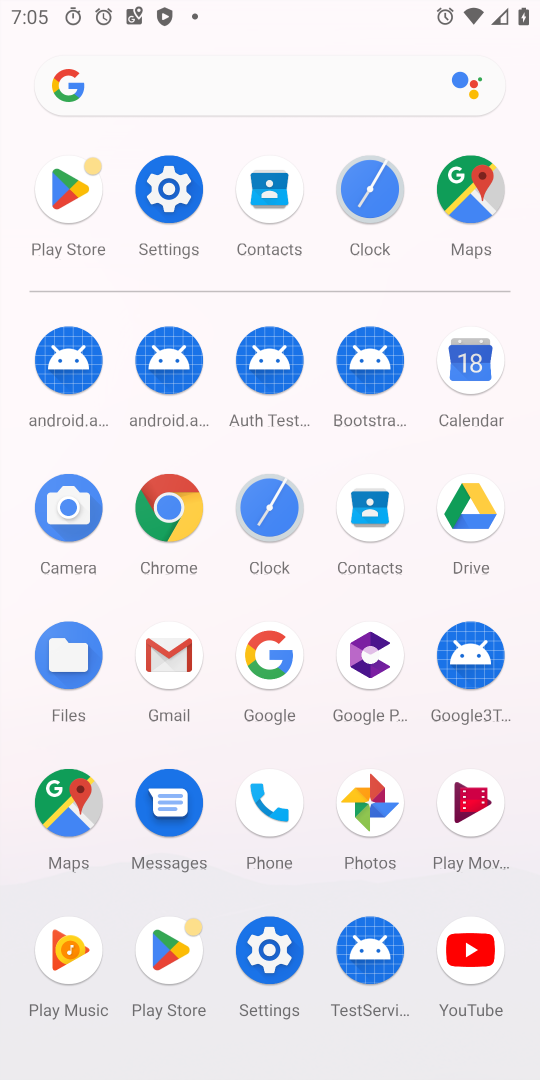 7:05
Play Store
Settings
Contacts
Clock
Maps
android.a...
android.a...
Auth Test...
Bootstra...
18
Calendar
Camera
Chrome
Clock
Contacts
Drive
Files
Gmail
Google
Google P...
Google3T...
Maps
Messages
Phone
Photos
Play Mov...
Play Music
Play Store
Settings
TestServi...
YouTube